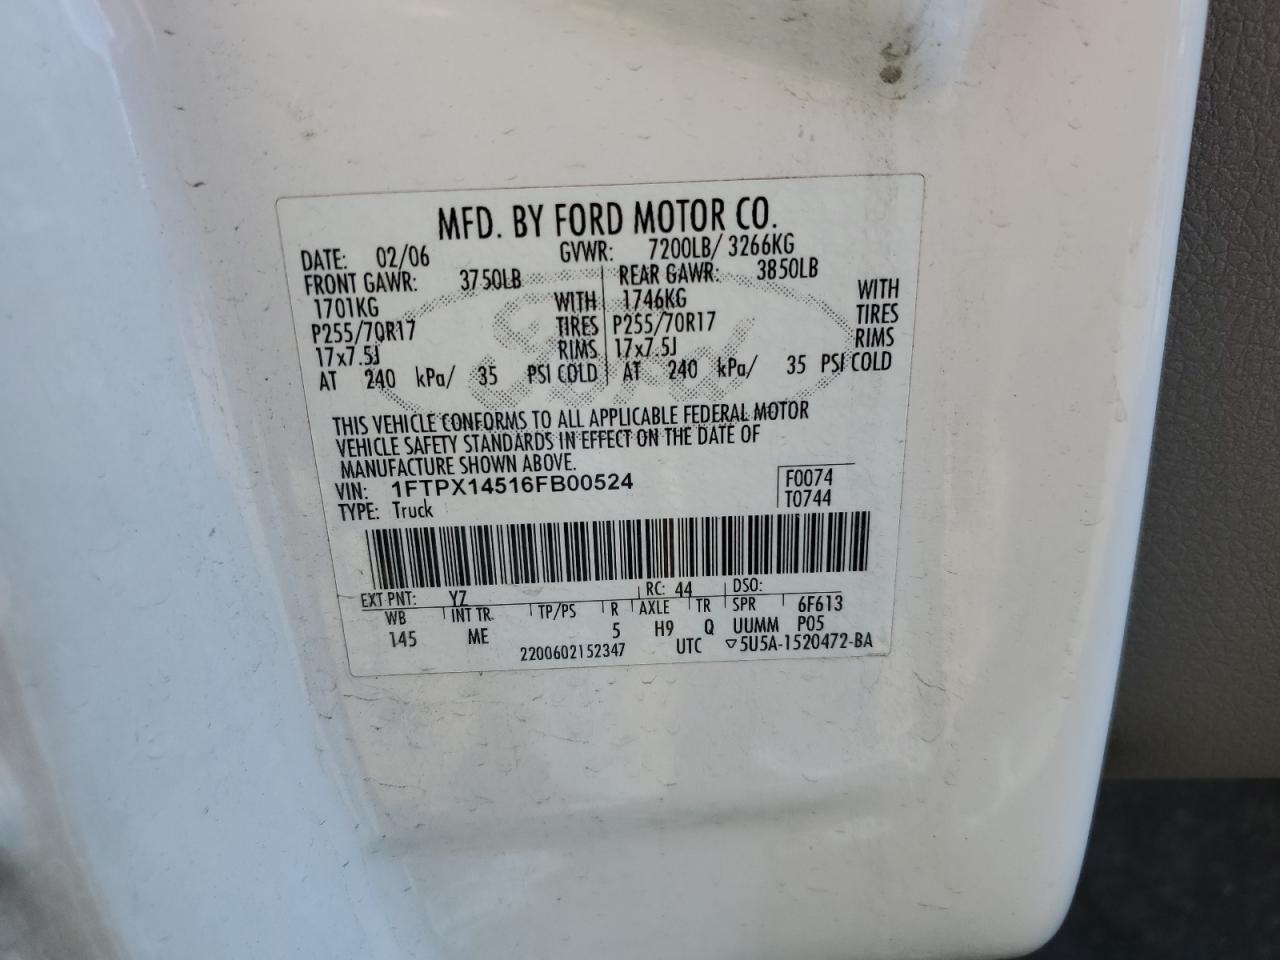 MFD. BY FORD MOTOR CO.
DATE: 02/06 GVWR: 7200LB/ 3266KG
FRONT GAWR: 3750LB REAR GAWR: 3850LB
1701KG WITH 1746KG WITH
P255/70R17 TIRES P255/70R17 TIRES
17x7.5J RIMS 17x7.5J RIMS
AT 240 kPa/ 35 PSI COLD AT 240 kPa/ 35 PSI COLD
THIS VEHICLE CONFORMS TO ALL APPLICABLE FEDERAL MOTOR
VEHICLE SAFETY STANDARDS IN EFFECT ON THE DATE OF
MANUFACTURE SHOWN ABOVE.
VIN: 1FTPX14516FB00524 F0074
TYPE: Truck T0744
EXT PNT: YZ RC: 44 DSO:
WB INT TR TP/PS R AXLE TR SPR 6F613
145 ME 5 H9 Q UUMM P05
2200602152347 UTC ▽5U5A-1520472-BA